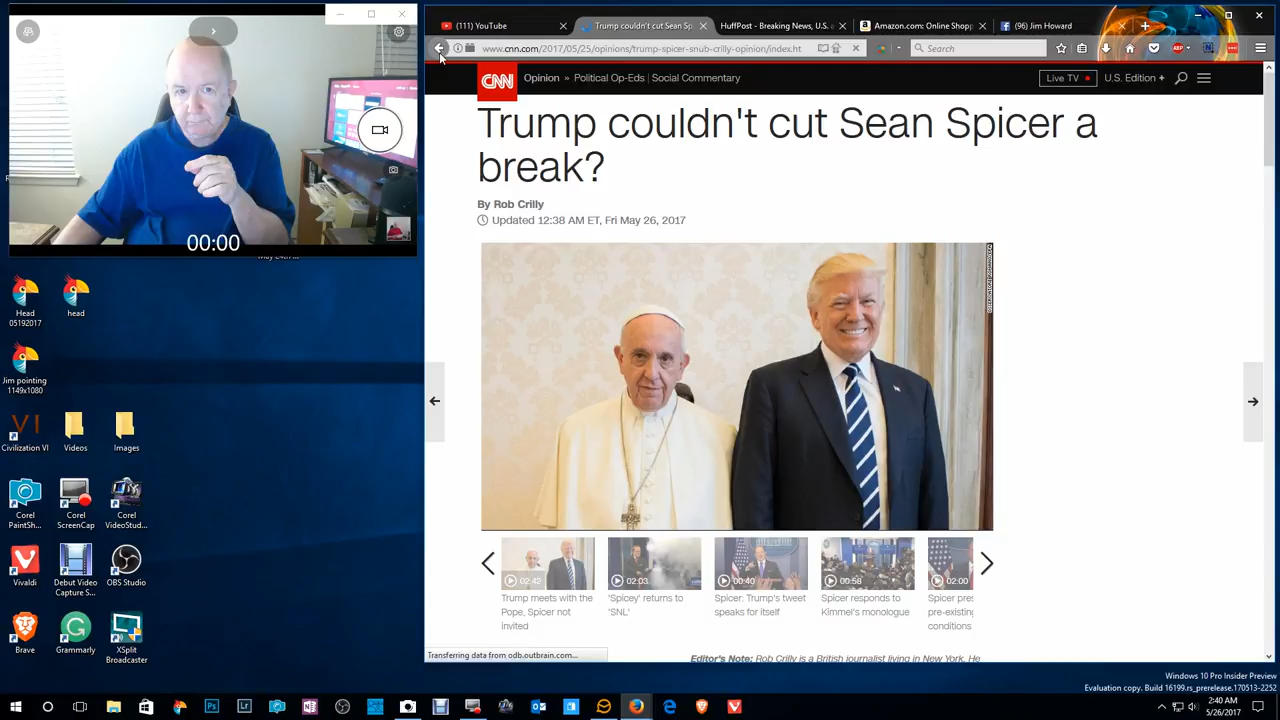 (111) YouTube
Trump couldn't cut Sean Sp
HuffPost - Breaking News, U.S.
Amazon.com: Online Shopp
(96) Jim Howard
www.cnn.com/2017/05/25/opinions/trump-spicer-snub-crilly-opinion/index.ht
Search
CNN
Opinion » Political Op-Eds | Social Commentary
Live TV
U.S. Edition +
Trump couldn't cut Sean Spicer a
break?
By Rob Crilly
Updated 12:38 AM ET, Fri May 26, 2017
00:00
May 24th...
Head
05192017
head
Jim pointing
1149x1080
Civilization VI
Videos
Images
Corel
PaintSh...
Corel
ScreenCap
Corel
VideoStud...
Vivaldi
Debut Video
Capture S...
OBS Studio
Brave
Grammarly
XSplit
Broadcaster
02:42
02:03
00:40
00:58
02:00
Trump meets with the
Pope, Spicer not
invited
'Spicey' returns to
'SNL'
Spicer: Trump's tweet
speaks for itself
Spicer responds to
Kimmel's monologue
Spicer pres
pre-existing
conditions
Editor's Note: Rob Crilly is a British journalist living in New York. He
Transferring data from odb.outbrain.com...
Windows 10 Pro Insider Preview
Evaluation copy. Build 16199.rs_prerelease.170513-2252
2:40 AM
5/26/2017